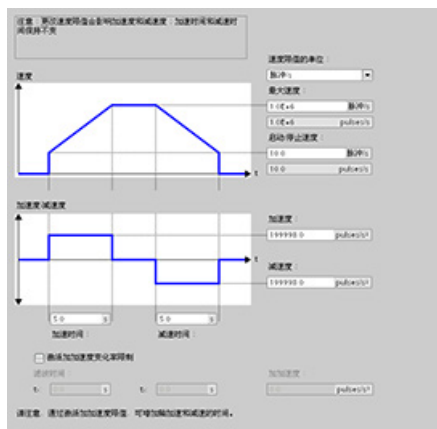 注意：更改速度限值会影响加速度和减速度；加速时间和减速时
间保持不变
速度限值的单位：
速度
脉冲/s
最大速度：
1.0E+6 脉冲/s
1.0E+6 pulses/s
启动/停止速度：
10.0 脉冲/s
10.0 pulses/s
t
加速度/减速度
加速度：
199998.0 pulses/s²
t
减速度：
199998.0 pulses/s²
5.0 s 5.0 s
加速时间： 减速时间：
激活加加速度变化率限制
滤波时间： 加加速度：
t₁ s t₂ s pulses/s³
请注意，通过激活加加速度限值，可增加轴加速和减速的时间。